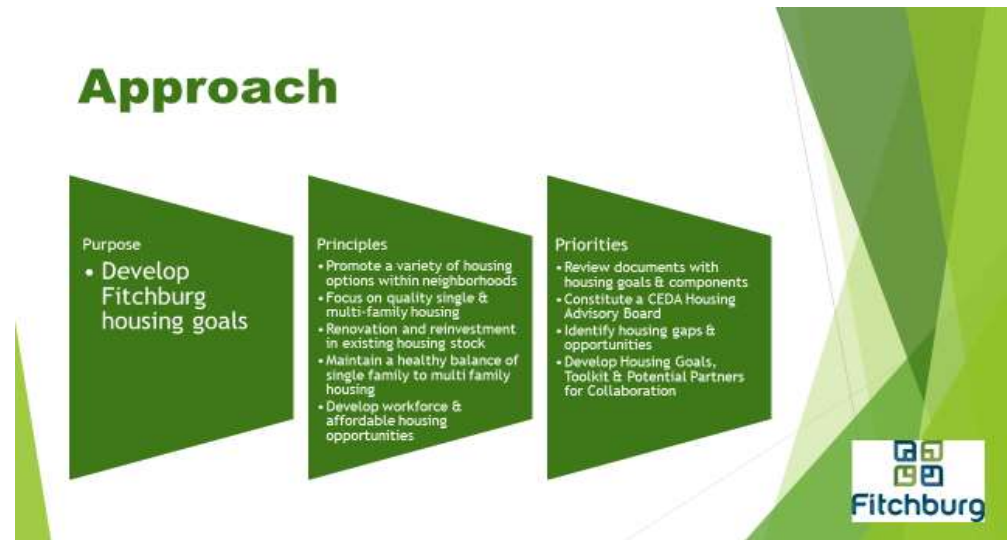 Approach
Purpose
• Develop
Fitchburg
housing goals
Principles
• Promote a variety of housing
options within neighborhoods
• Focus on quality single &
multi-family housing
• Renovation and reinvestment
in existing housing stock
• Maintain a healthy balance of
single family to multi family
housing
• Develop workforce &
affordable housing
opportunities
Priorities
• Review documents with
housing goals & components
• Constitute a CEDA Housing
Advisory Board
• Identify housing gaps &
opportunities
• Develop Housing Goals,
Toolkit & Potential Partners
for Collaboration
Fitchburg